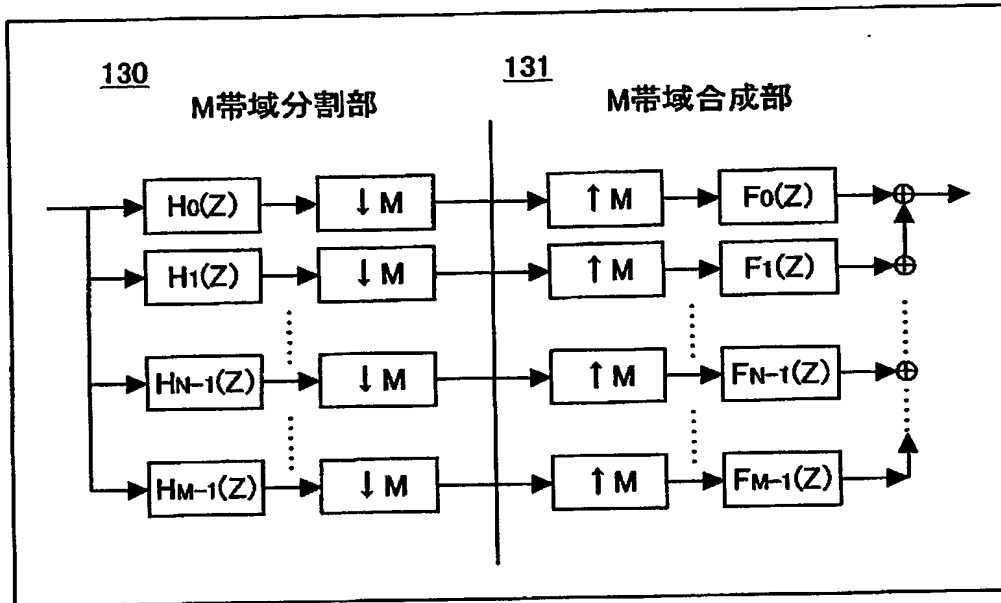 130
131
M帯域分割部
M帯域合成部
H0(Z)
↓M
↑M
F0(Z)
H1(Z)
↓M
↑M
F1(Z)
HN-1(Z)
↓M
↑M
FN-1(Z)
HM-1(Z)
↓M
↑M
FM-1(Z)